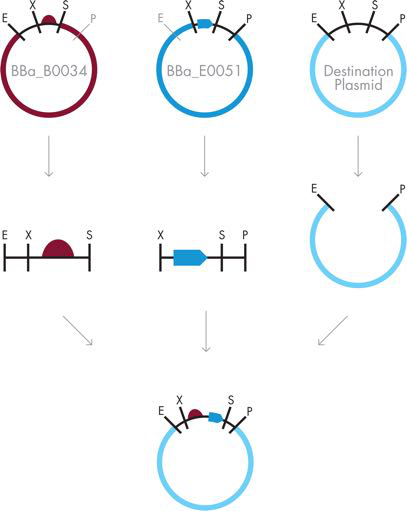 E X S P
BBa_B0034
E X S P
BBa_E0051
E X S P
Destination
Plasmid
E X S
X S P
E P
E X S P